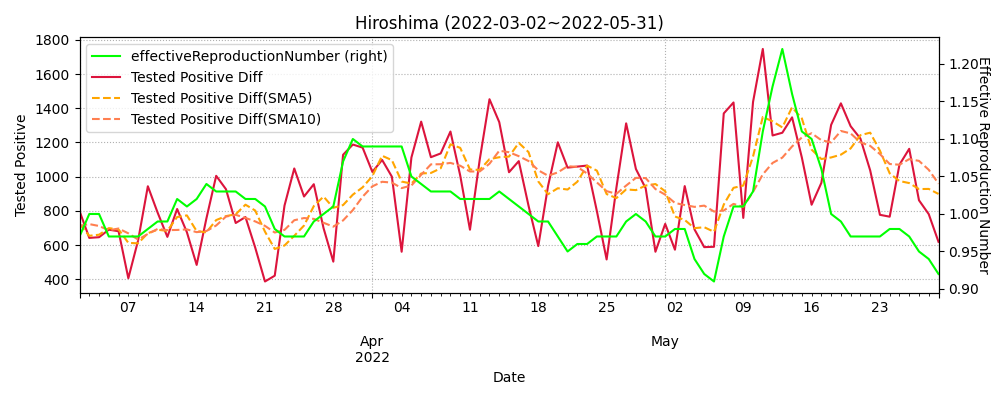 Hiroshima (2022-03-02~2022-05-31)
effectiveReproductionNumber (right)
Tested Positive Diff
Tested Positive Diff(SMA5)
Tested Positive Diff(SMA10)
Tested Positive
1800
1600
1400
1200
1000
800
600
400
1.20
1.15
1.10
1.05
1.00
0.95
0.90
Effective Reproduction Number
07 14 21 28 04 11 18 25 02 09 16 23
Apr May
2022
Date